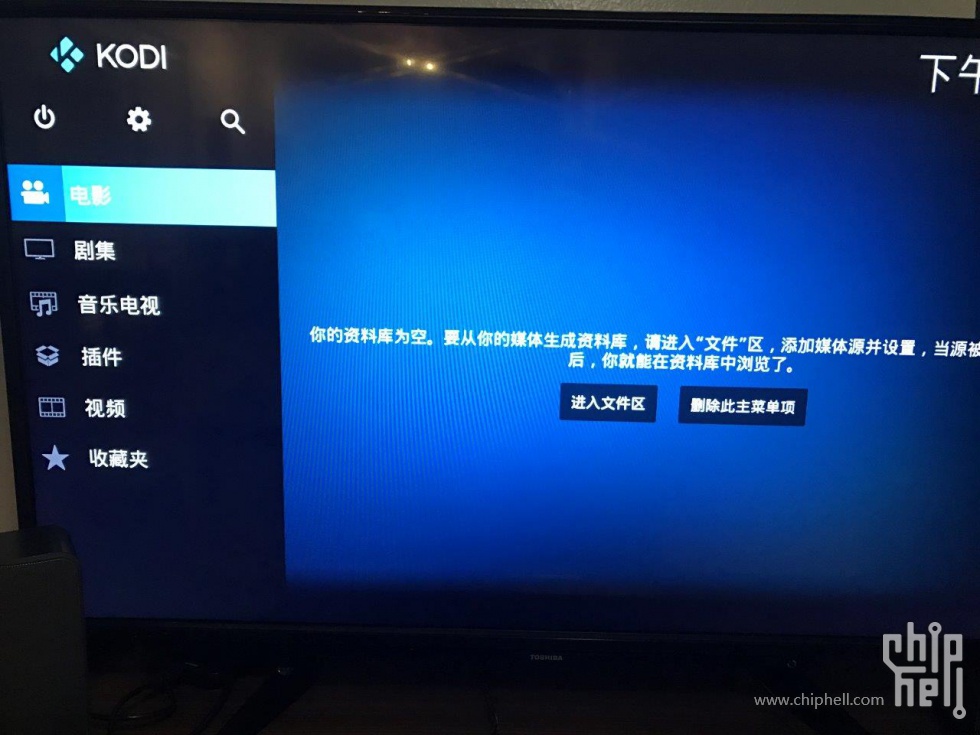 KODI
下午
电影
剧集
音乐电视
插件
视频
收藏夹
你的资料库为空。要从你的媒体生成资料库，请进入“文件”区，添加媒体源并设置，当源被
后，你就能在资料库中浏览了。
进入文件区
删除此主菜单项
TOSHIBA
www.chiphell.com
chip
hell